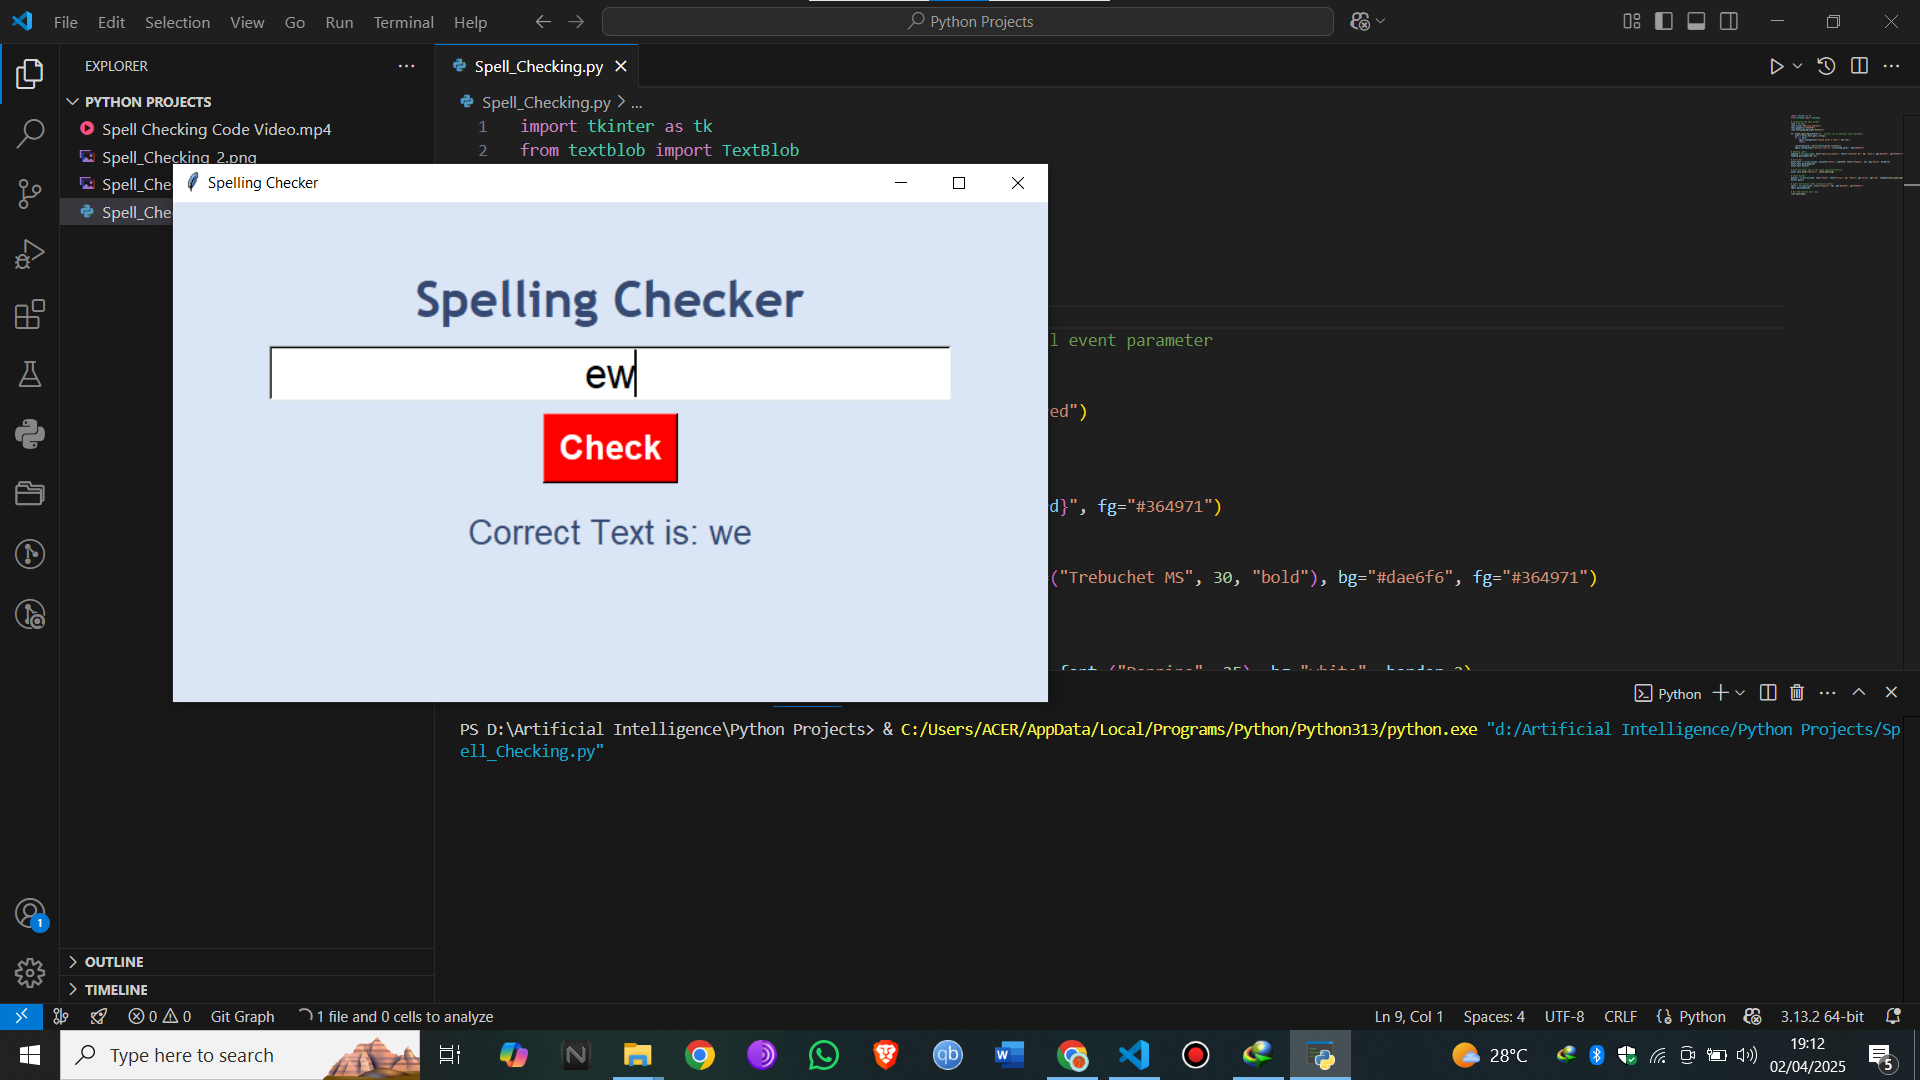 File Edit Selection View Go Run Terminal Help
Python Projects
EXPLORER
Spell_Checking.py
PYTHON PROJECTS
Spell_Checking.py > ...
Spell Checking Code Video.mp4
1 import tkinter as tk
Spell_Checking_2.png
2 from textblob import TextBlob
Spell_Che
Spell_Che
Spelling Checker
Spelling Checker
ew
Check
Correct Text is: we
l event parameter
ed")
d}", fg="#364971")
("Trebuchet MS", 30, "bold"), bg="#dae6f6", fg="#364971")
Python
PS D:\Artificial Intelligence\Python Projects> & C:/Users/ACER/AppData/Local/Programs/Python/Python313/python.exe "d:/Artificial Intelligence/Python Projects/Sp
ell_Checking.py"
1
OUTLINE
TIMELINE
0 0 Git Graph 1 file and 0 cells to analyze
Ln 9, Col 1 Spaces: 4 UTF-8 CRLF Python 3.13.2 64-bit
Type here to search
28°C
19:12
02/04/2025
5